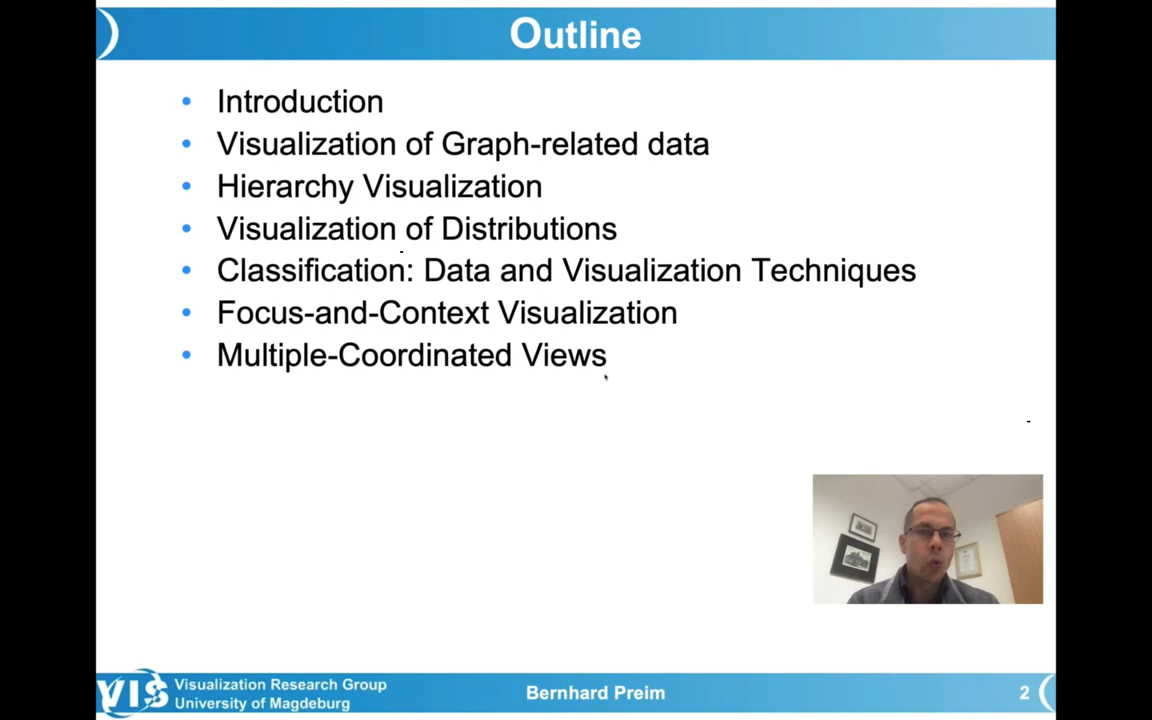 Outline
• Introduction
• Visualization of Graph-related data
• Hierarchy Visualization
• Visualization of Distributions
• Classification: Data and Visualization Techniques
• Focus-and-Context Visualization
• Multiple-Coordinated Views
VIS
Visualization Research Group
University of Magdeburg
Bernhard Preim
2